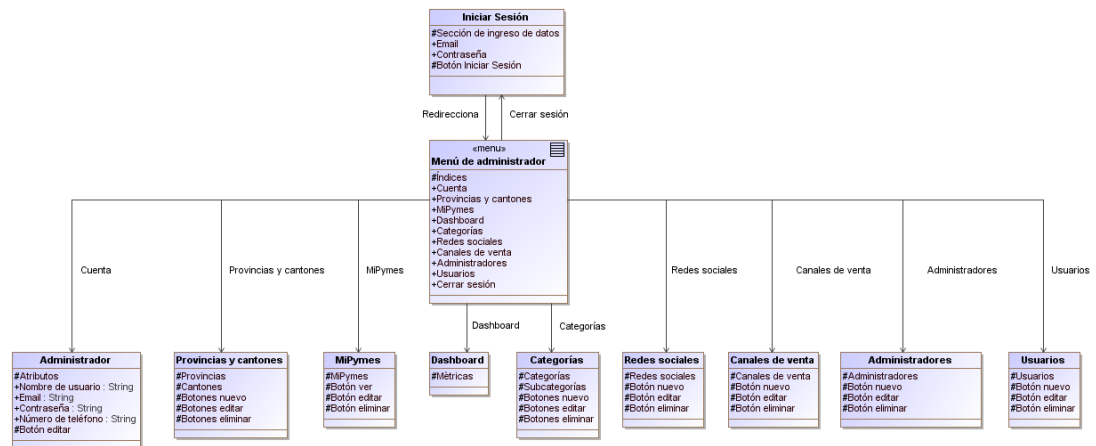 Iniciar Sesión
#Sección de ingreso de datos
+Email
+Contraseña
#Botón Iniciar Sesión
Redirecciona
Cerrar sesión
«menu»
Menú de administrador
#Índices
+Cuenta
+Provincias y cantones
+MiPymes
+Dashboard
+Categorías
+Redes sociales
+Canales de venta
+Administradores
+Usuarios
+Cerrar sesión
Cuenta
Provincias y cantones
MiPymes
Dashboard
Categorías
Redes sociales
Canales de venta
Administradores
Usuarios
Administrador
#Atributos
+Nombre de usuario : String
+Email : String
+Contraseña : String
+Número de teléfono : String
#Botón editar
Provincias y cantones
#Provincias
#Cantones
#Botones nuevo
#Botones editar
#Botones eliminar
MiPymes
#MiPymes
#Botón ver
#Botón editar
#Botón eliminar
Dashboard
#Mètricas
Categorías
#Categorías
#Subcategorías
#Botones nuevo
#Botones editar
#Botones eliminar
Redes sociales
#Redes sociales
#Botón nuevo
#Botón editar
#Botón eliminar
Canales de venta
#Canales de venta
#Botón nuevo
#Botón editar
#Botón eliminar
Administradores
#Administradores
#Botón nuevo
#Botón editar
#Botón eliminar
Usuarios
#Usuarios
#Botón nuevo
#Botón editar
#Botón eliminar